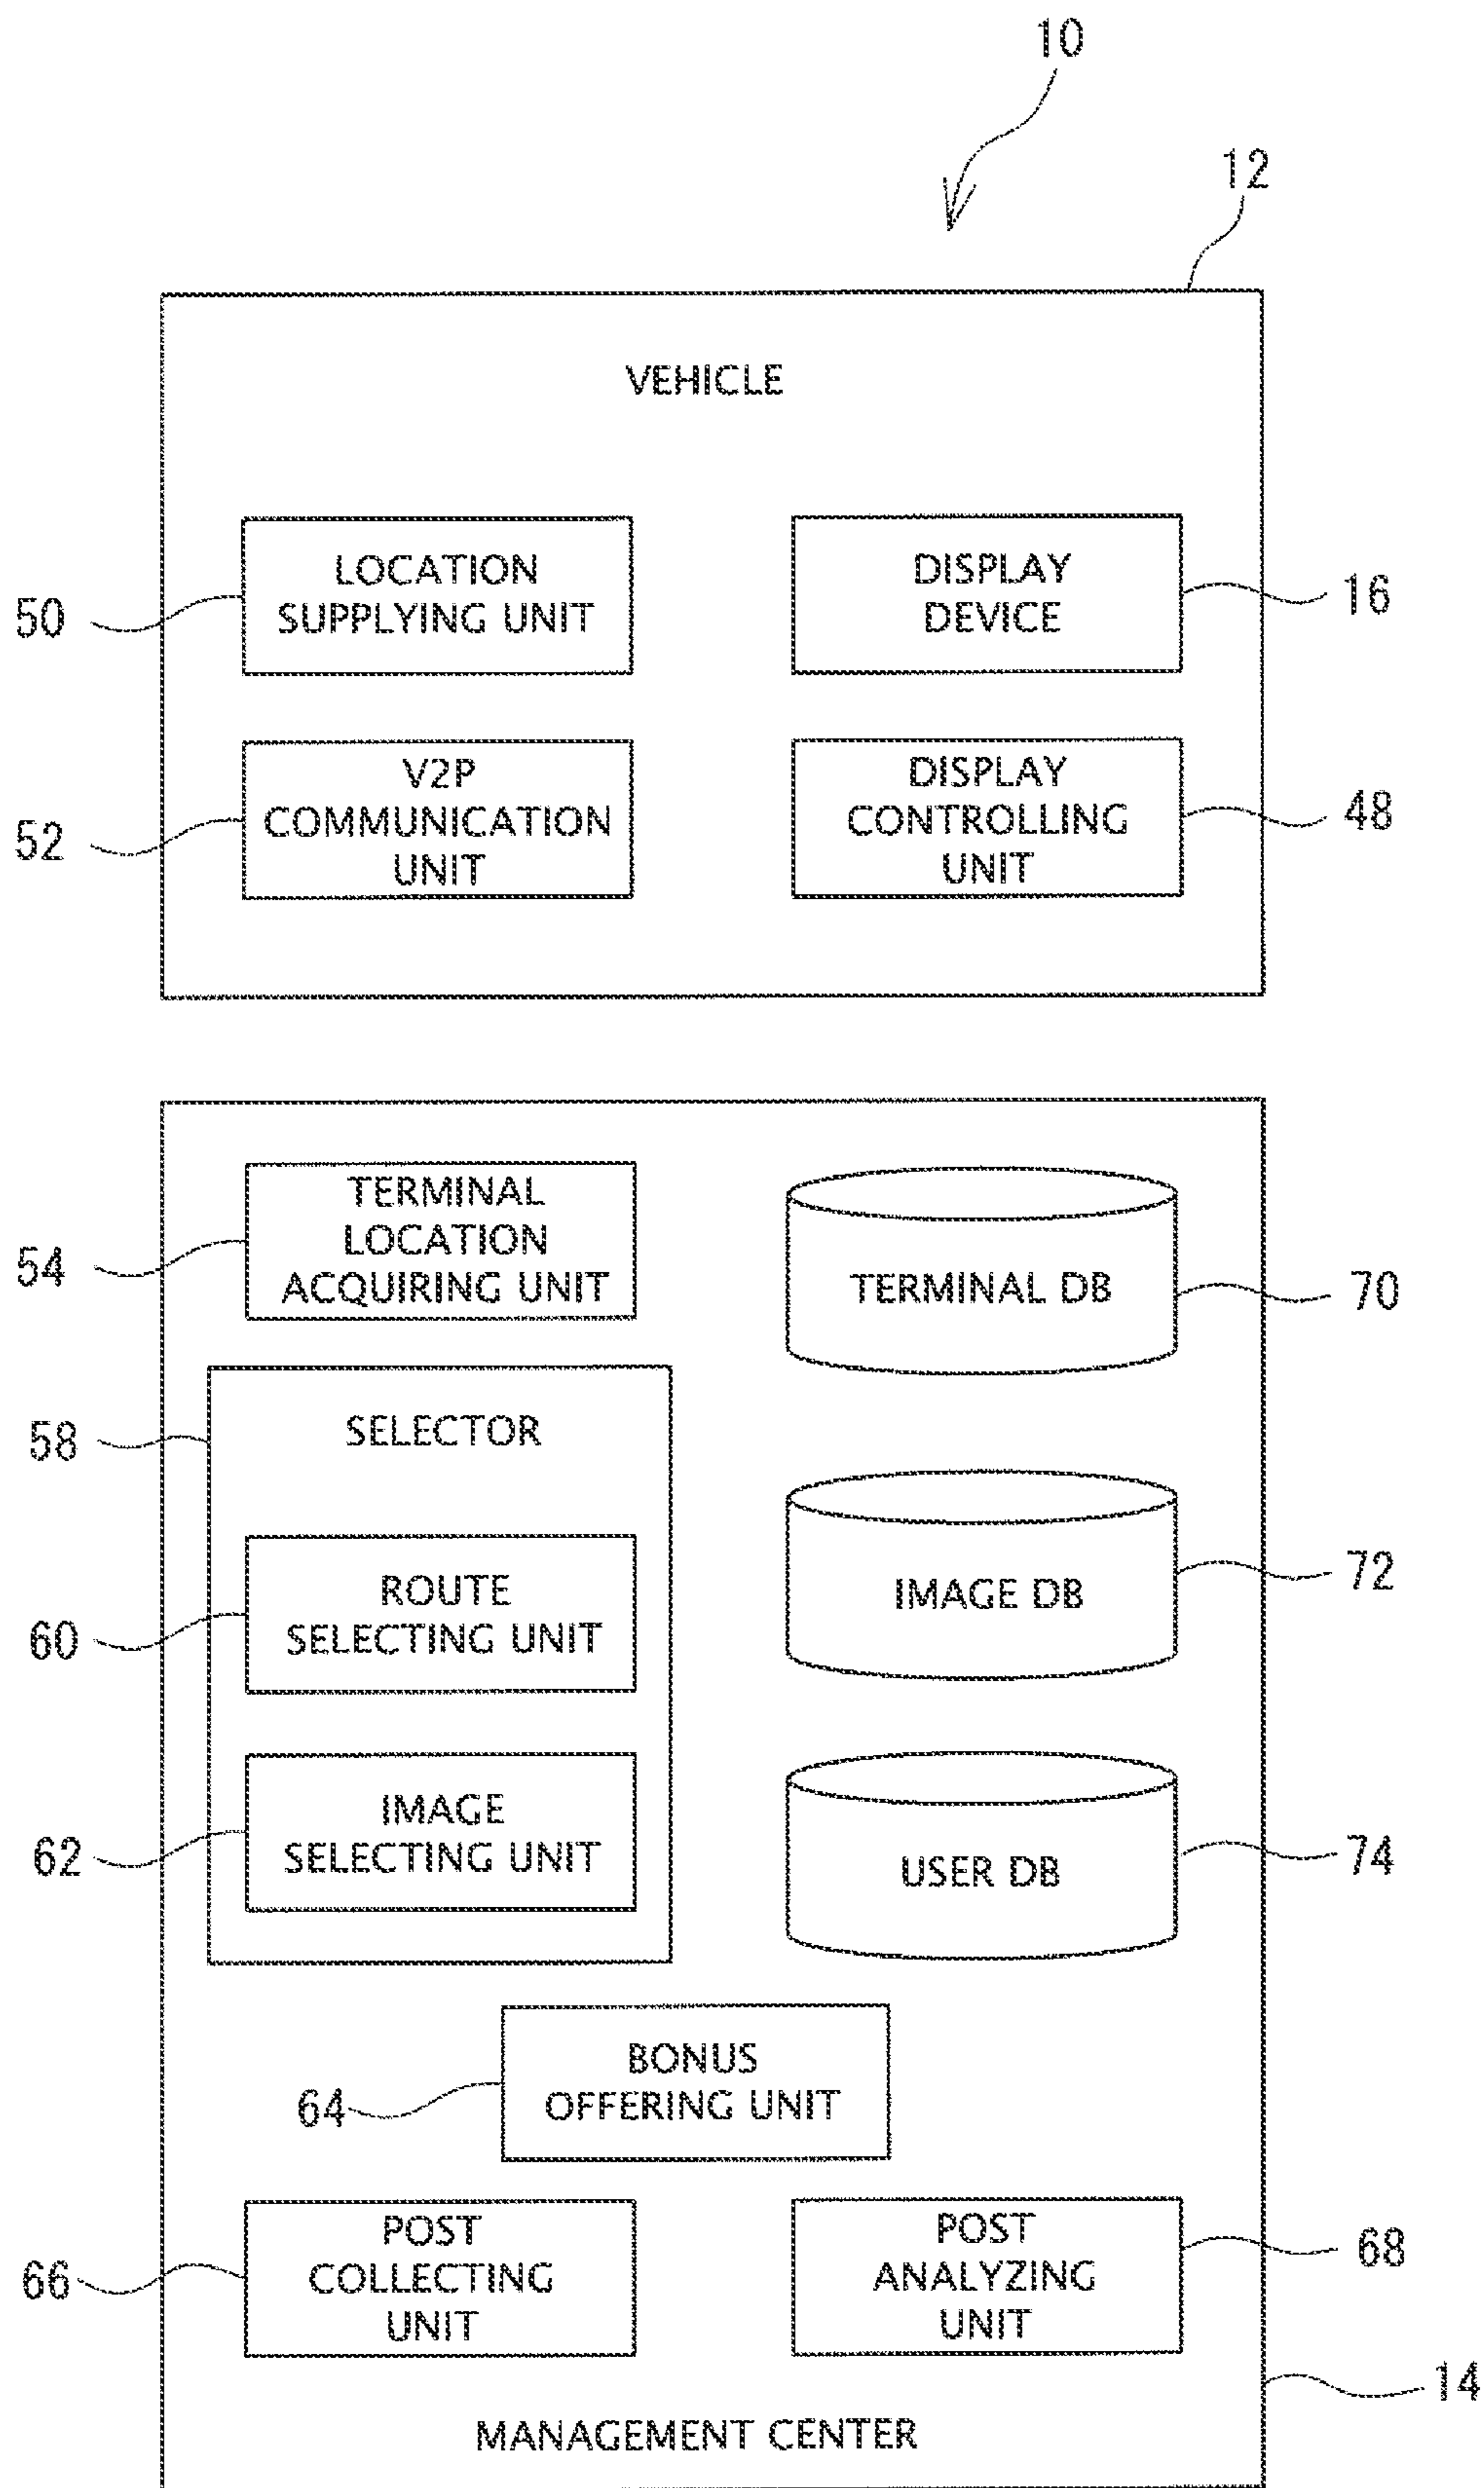 10
12
VEHICLE
50
LOCATION
SUPPLYING UNIT
DISPLAY
DEVICE
16
52
V2P
COMMUNICATION
UNIT
DISPLAY
CONTROLLING
UNIT
48
54
TERMINAL
LOCATION
ACQUIRING UNIT
TERMINAL DB
70
58
SELECTOR
60
ROUTE
SELECTING UNIT
IMAGE DB
72
62
IMAGE
SELECTING UNIT
USER DB
74
64
BONUS
OFFERING UNIT
66
POST
COLLECTING
UNIT
POST
ANALYZING
UNIT
68
14
MANAGEMENT CENTER